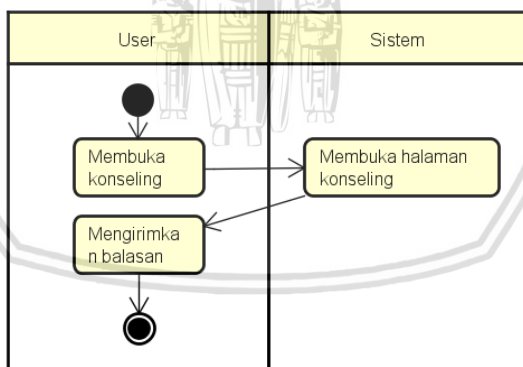 User
Sistem
Membuka
konseling
Membuka halaman
konseling
Mengirimka
n balasan